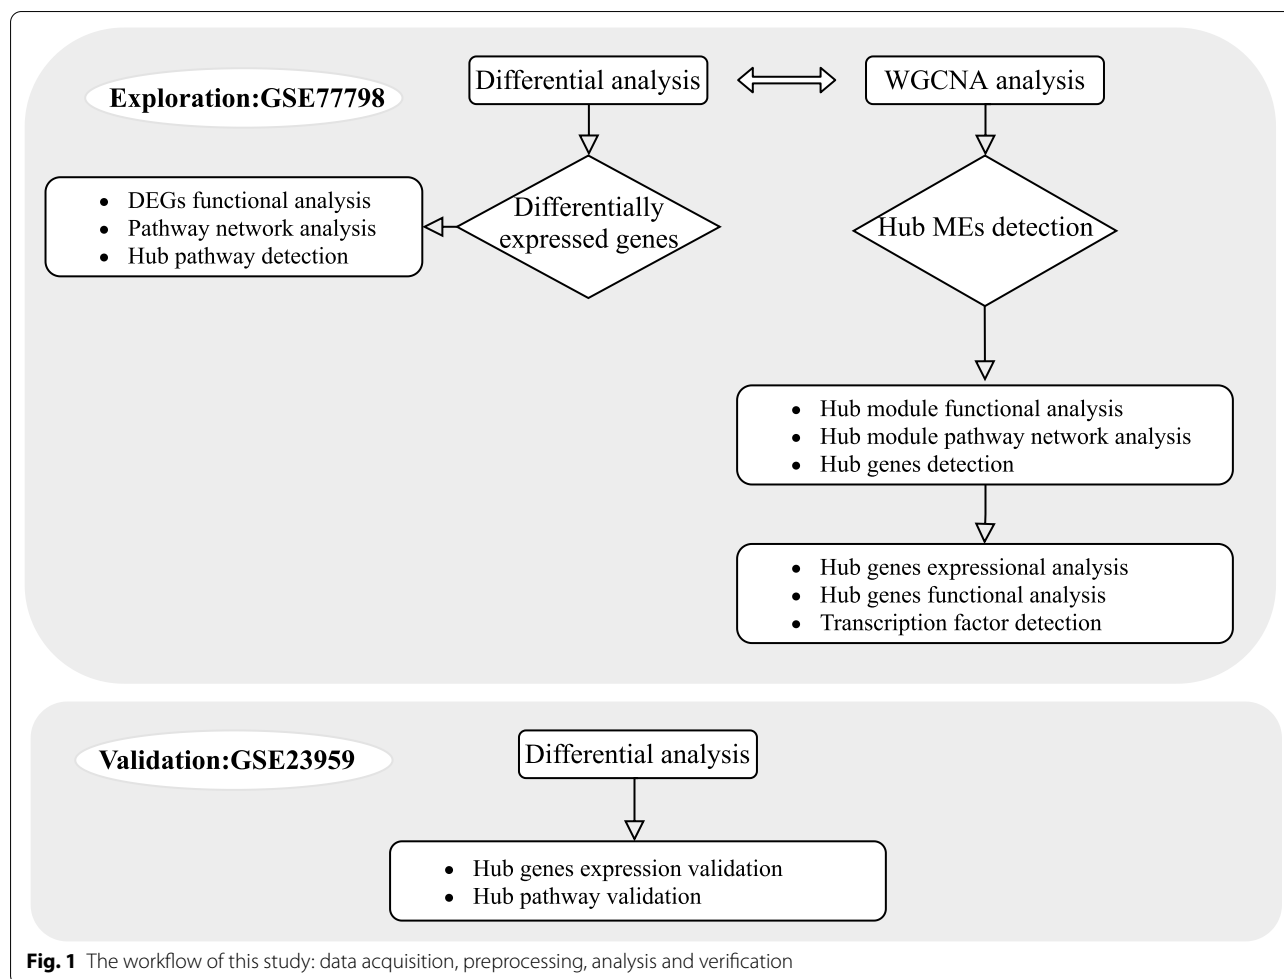 Exploration:GSE77798
Differential analysis
WGCNA analysis
• DEGs functional analysis
• Pathway network analysis
• Hub pathway detection
Differentially
expressed genes
Hub MEs detection
• Hub module functional analysis
• Hub module pathway network analysis
• Hub genes detection
• Hub genes expressional analysis
• Hub genes functional analysis
• Transcription factor detection
Validation:GSE23959
Differential analysis
• Hub genes expression validation
• Hub pathway validation
Fig. 1 The workflow of this study: data acquisition, preprocessing, analysis and verification